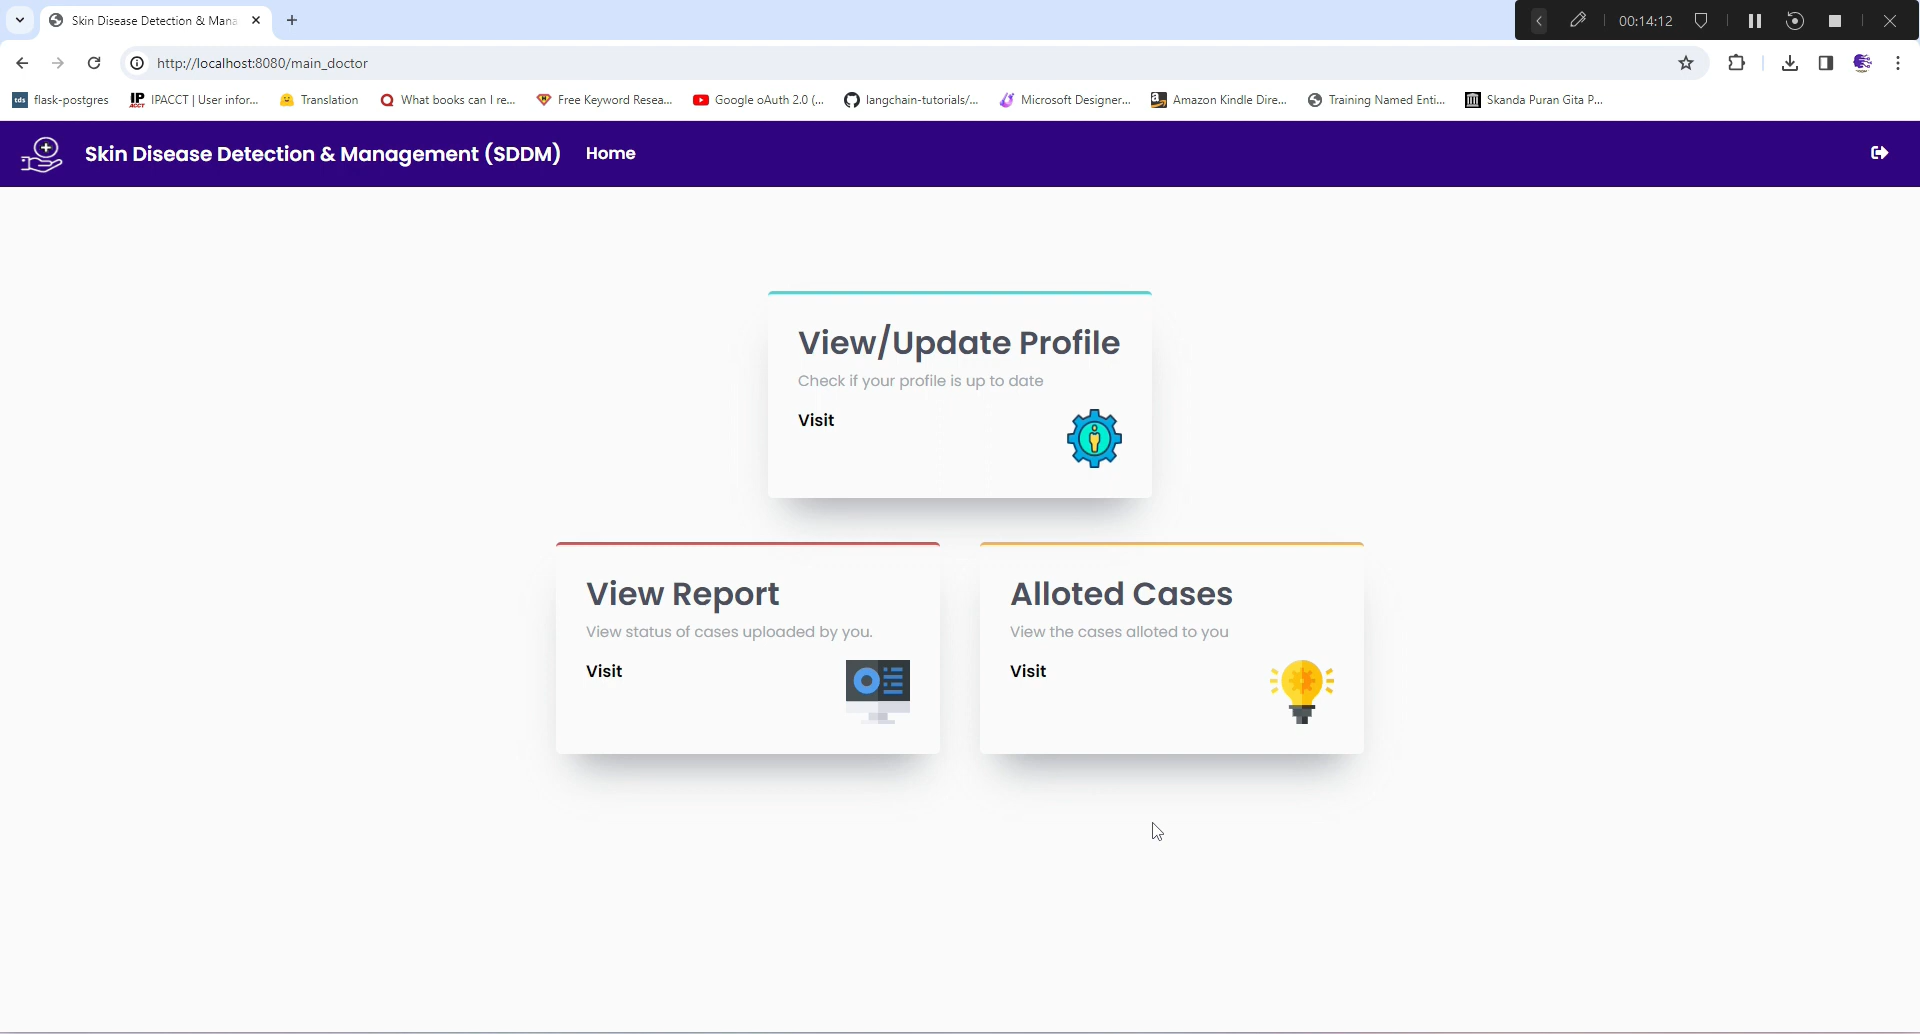 Skin Disease Detection & Mana
00:14:12
http://localhost:8080/main_doctor
tds flask-postgres
IP ACCT IPACCT | User infor...
Translation
What books can I re...
Free Keyword Resea...
Google oAuth 2.0 (...
langchain-tutorials/...
Microsoft Designer...
a Amazon Kindle Dire...
Training Named Enti...
Skanda Puran Gita P...
Skin Disease Detection & Management (SDDM) Home
View/Update Profile
Check if your profile is up to date
Visit
View Report
View status of cases uploaded by you.
Visit
Alloted Cases
View the cases alloted to you
Visit